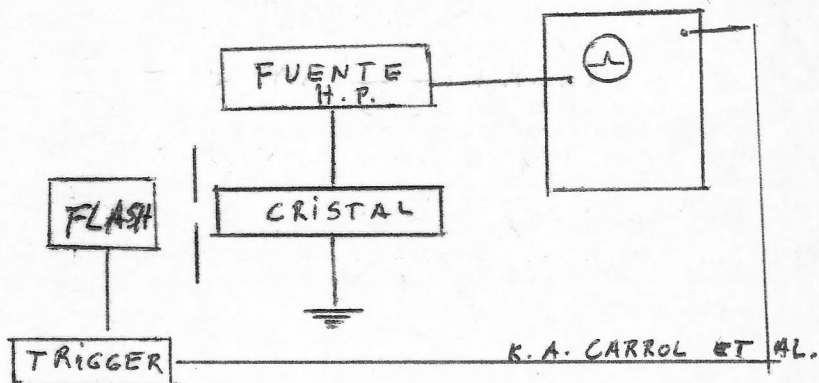 FUENTE
H.P.
FLASH
CRiSTAL
TRiGGER
K.A. CARROL ET AL.